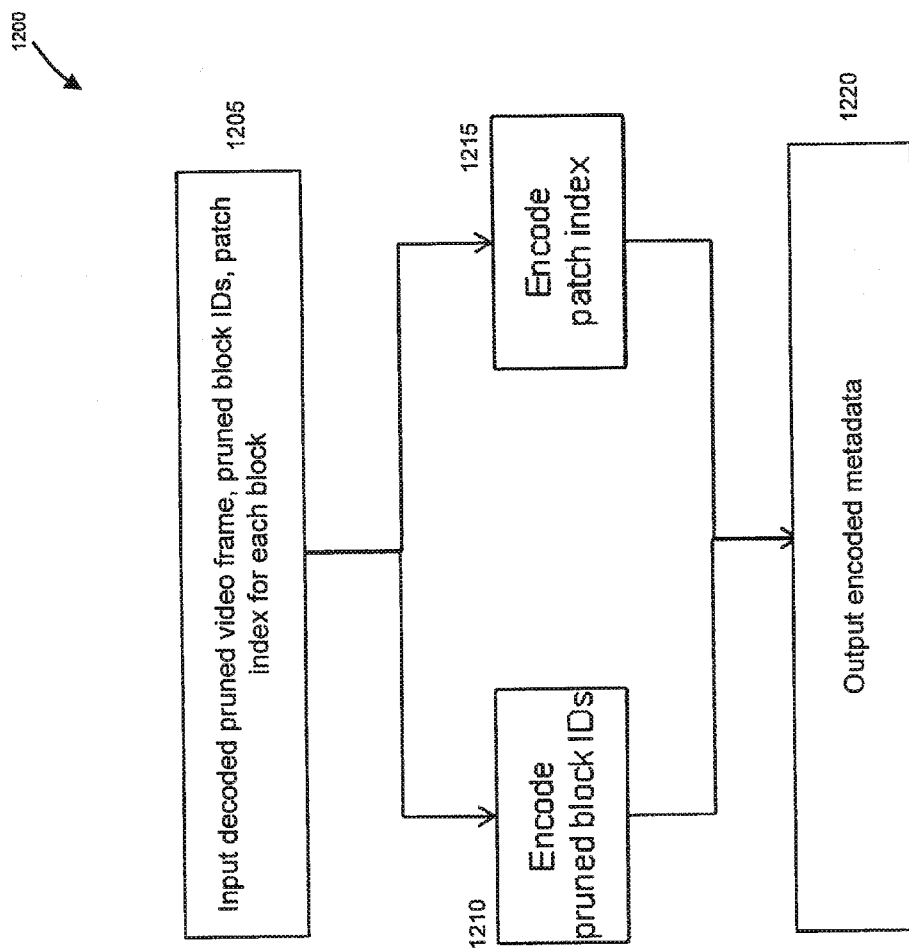 1200
Input decoded pruned video frame, pruned block IDs, patch
index for each block
1205
1210
Encode
pruned block IDs
1215
Encode
patch index
Output encoded metadata
1220